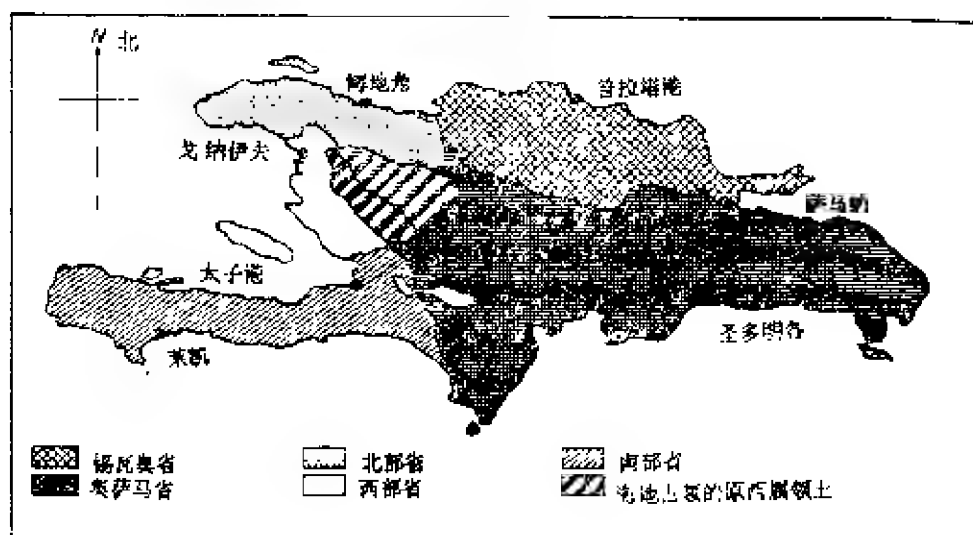 N 北
海地角
普拉塔港
戈纳伊夫
萨马纳
太子港
圣多明各
莱凯
锡瓦奥省
北部省
南部省
奥萨马省
西部省
海地占领的原西属领土